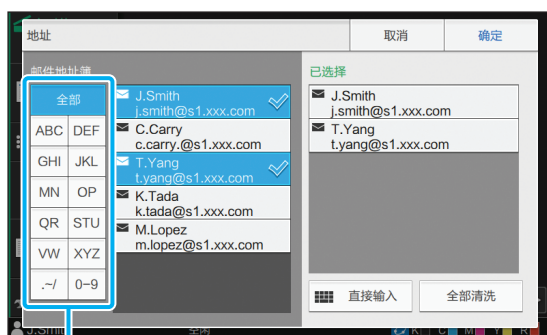 地址
取消
确定
邮件地址簿
已选择
全部
ABC DEF
GHI JKL
MN OP
QR STU
VW XYZ
.~/ 0-9
J.Smith
j.smith@s1.xxx.com
C.Carry
c.carry.@s1.xxx.com
T.Yang
t.yang@s1.xxx.com
K.Tada
k.tada@s1.xxx.com
M.Lopez
m.lopez@s1.xxx.com
J.Smith
j.smith@s1.xxx.com
T.Yang
t.yang@s1.xxx.com
直接输入
全部清洗
J.Smith
空闲
K C M Y R